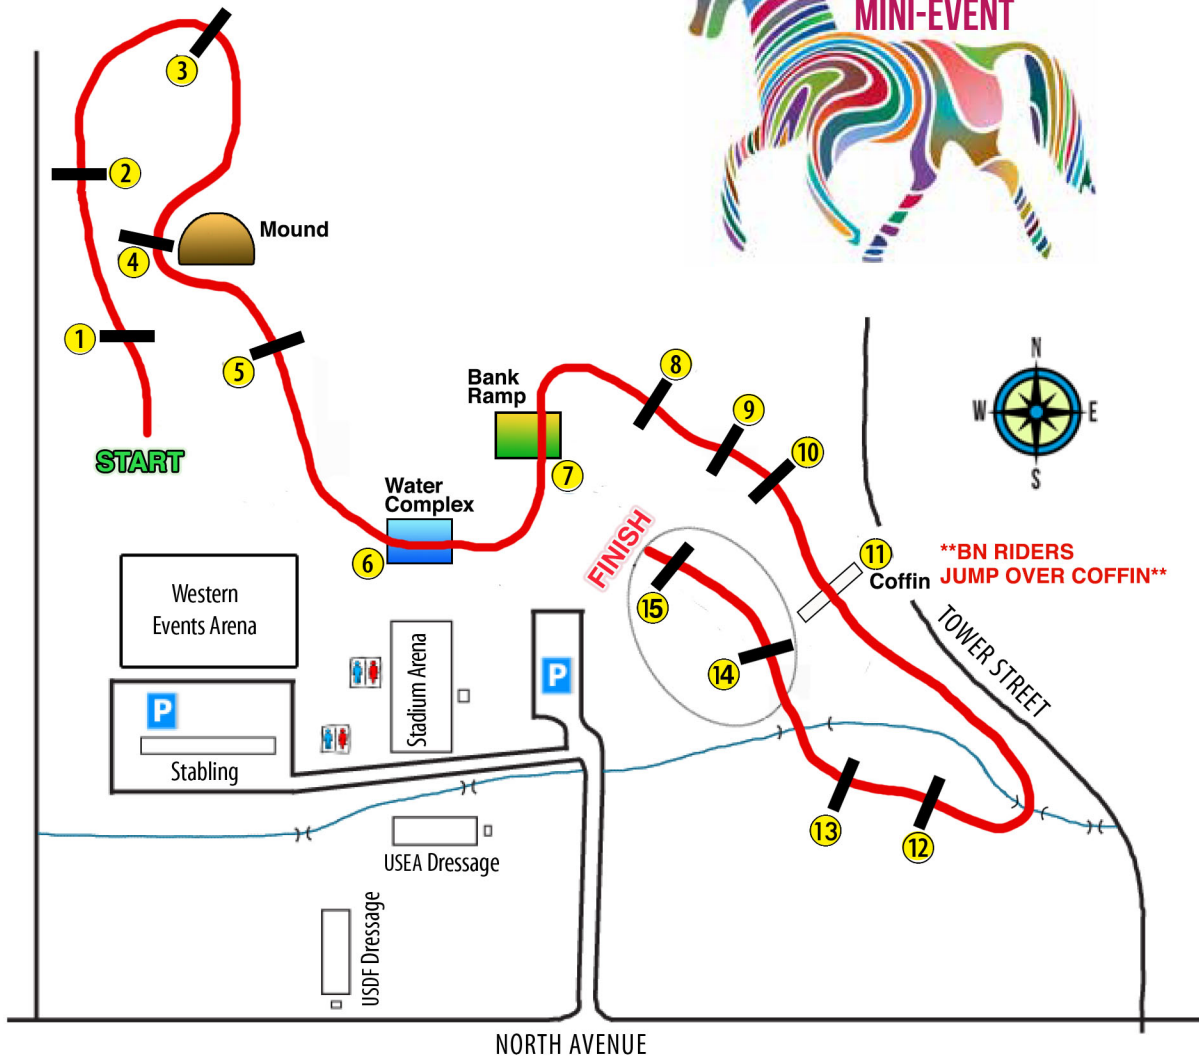 MINI-EVENT
3
2
Mound
4
1
5
START
Bank
Ramp
7
8
9
10
N
W
E
S
Water
Complex
6
FINISH
11
Coffin
**BN RIDERS
JUMP OVER COFFIN**
15
14
TOWER STREET
Western
Events Arena
Stadium Arena
P
P
Stabling
13
12
USEA Dressage
USDF Dressage
NORTH AVENUE